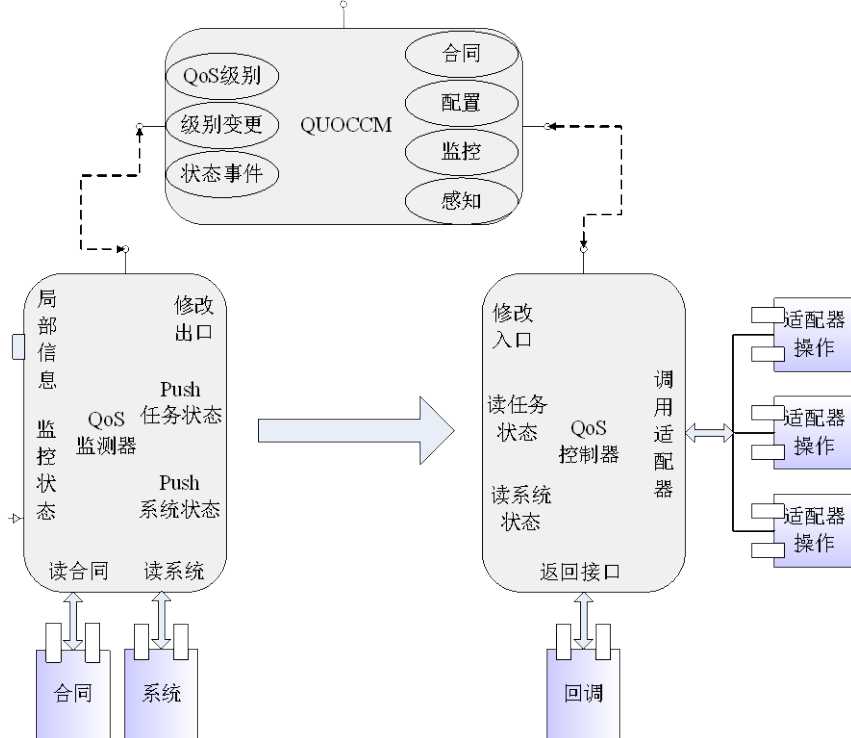 QoS级别
级别变更
状态事件
QUOCCM
合同
配置
监控
感知
局部信息
监控状态
修改
出口
Push
任务状态
QoS
监测器
Push
系统状态
读合同
读系统
合同
系统
修改
入口
读任务
状态
QoS
控制器
读系统
状态
调用适配器
返回接口
回调
适配器
操作
适配器
操作
适配器
操作